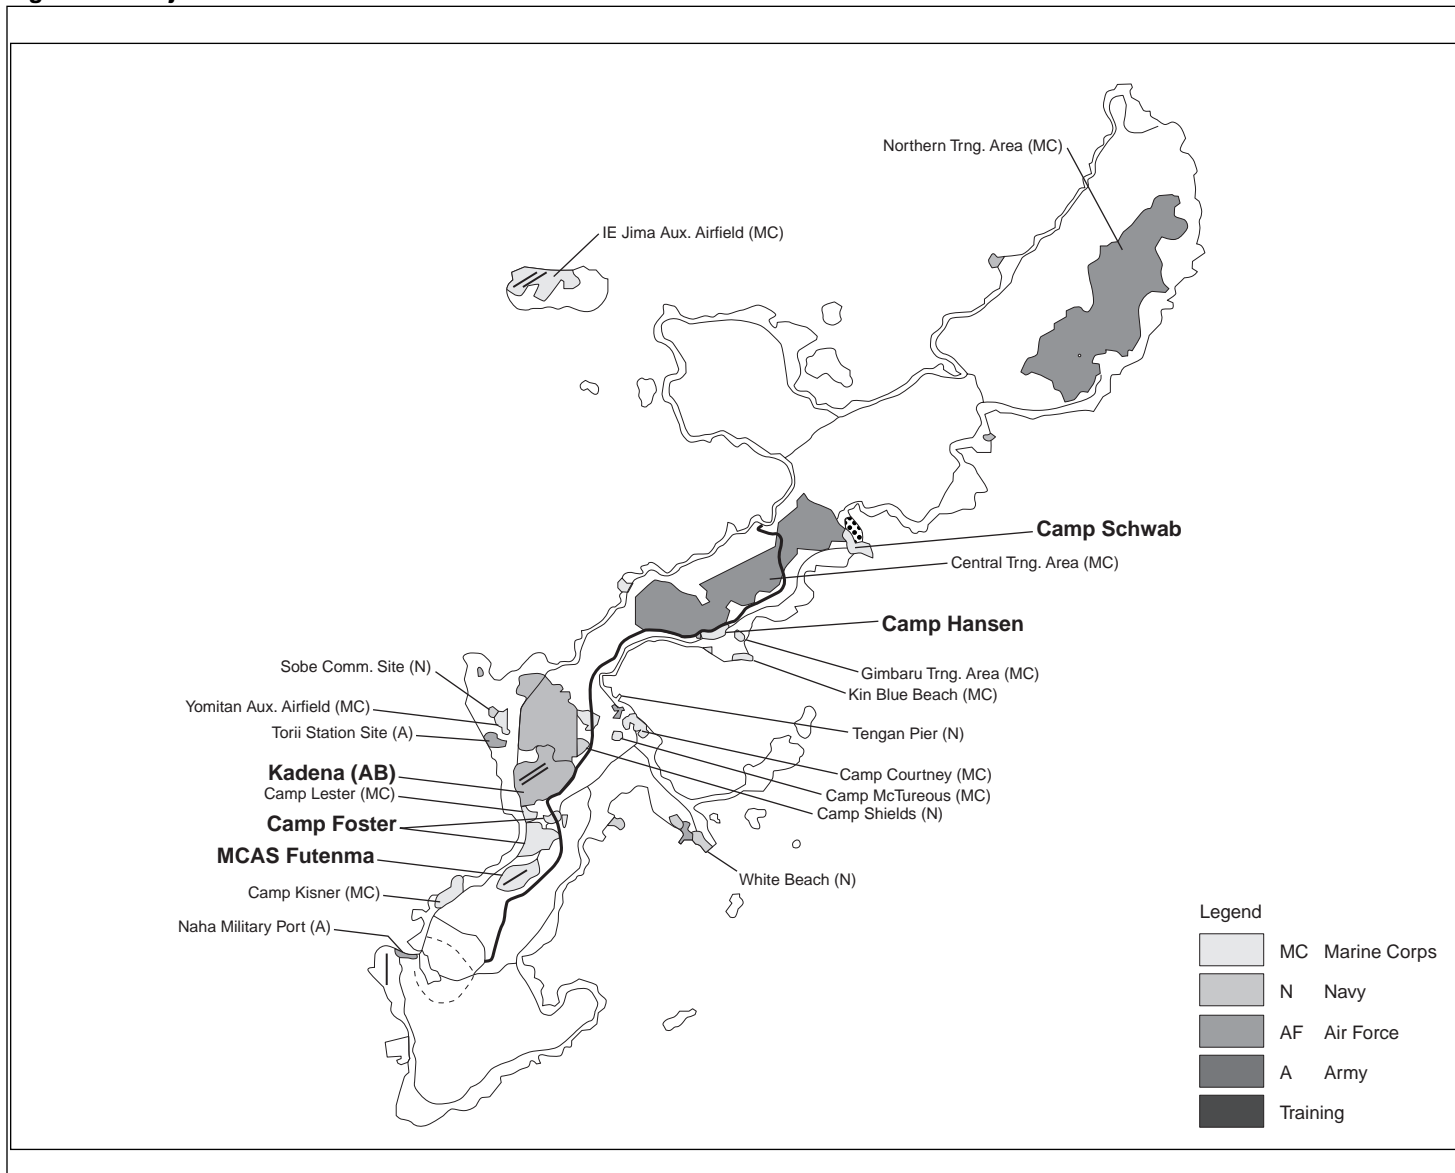 Northern Trng. Area (MC)
IE Jima Aux. Airfield (MC)
Camp Schwab
Central Trng. Area (MC)
Camp Hansen
Gimbaru Trng. Area (MC)
Kin Blue Beach (MC)
Sobe Comm. Site (N)
Yomitan Aux. Airfield (MC)
Torii Station Site (A)
Tengan Pier (N)
Kadena (AB)
Camp Lester (MC)
Camp Foster
MCAS Futenma
Camp Courtney (MC)
Camp McTureous (MC)
Camp Shields (N)
White Beach (N)
Camp Kisner (MC)
Naha Military Port (A)
Legend
MC Marine Corps
N Navy
AF Air Force
A Army
Training